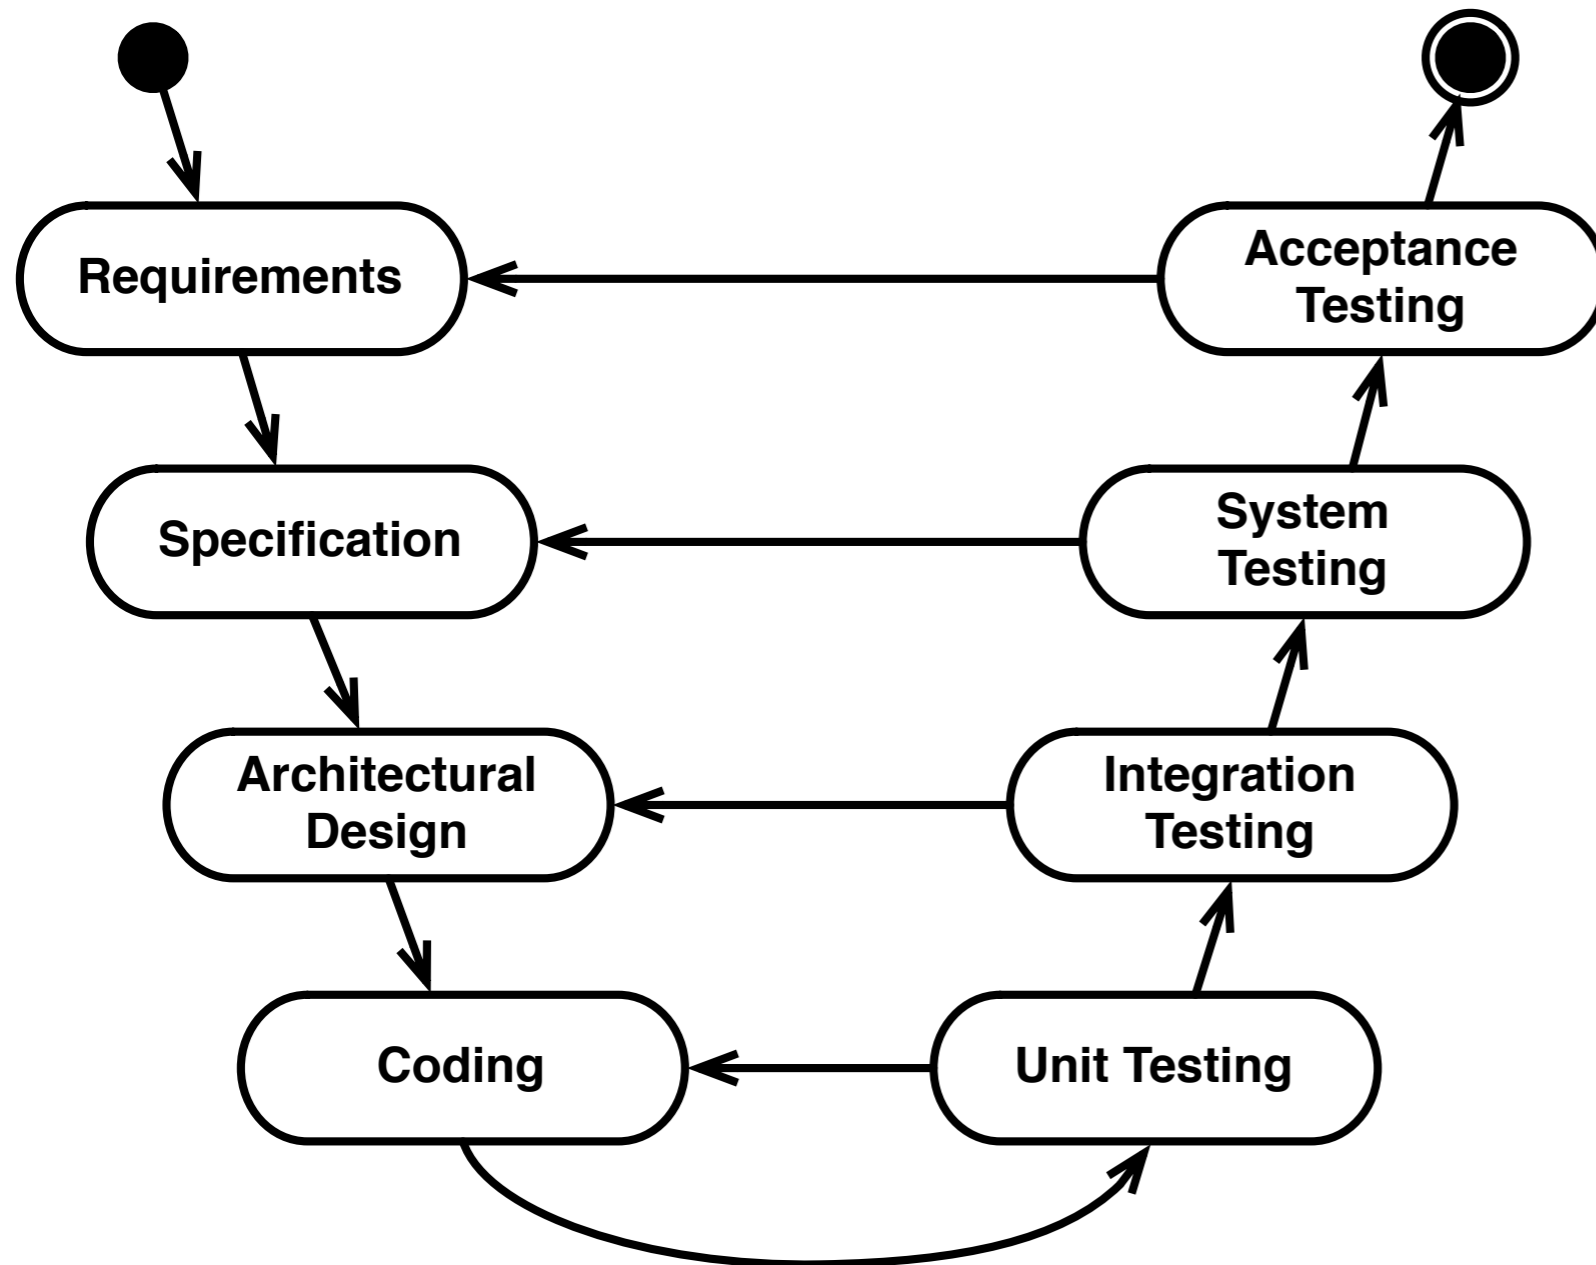 Requirements
Acceptance
Testing
Specification
System
Testing
Architectural
Design
Integration
Testing
Coding
Unit Testing